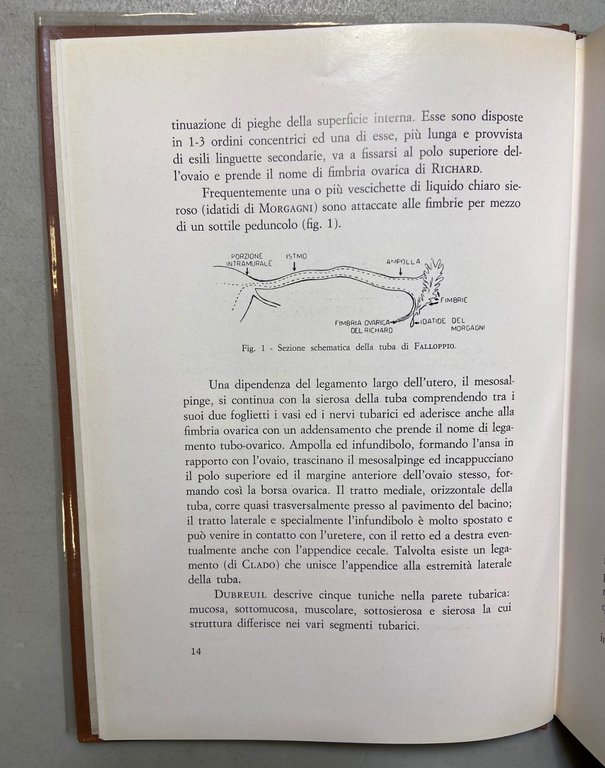 tinuazione di pieghe della superficie interna. Esse sono disposte
in 1-3 ordini concentrici ed una di esse, più lunga e provvista
di esili linguette secondarie, va a fissarsi al polo superiore del-
l'ovaio e prende il nome di fimbria ovarica di RICHARD.
Frequentemente una o più vescichette di liquido chiaro sie-
roso (idatidi di MORGAGNI) sono attaccate alle fimbrie per mezzo
di un sottile peduncolo (fig. 1).
PORZIONE
INTRAMURALE
ISTMO
AMPOLLA
FIMBRIE
FIMBRIA OVARICA
DEL RICHARD
IDATIDE DEL
MORGAGNI
Fig. 1 - Sezione schematica della tuba di FALLOPPIO.
Una dipendenza del legamento largo dell'utero, il mesosal-
pinge, si continua con la sierosa della tuba comprendendo tra i
suoi due foglietti i vasi ed i nervi tubarici ed aderisce anche alla
fimbria ovarica con un addensamento che prende il nome di lega-
mento tubo-ovarico. Ampolla ed infundibolo, formando l'ansa in
rapporto con l'ovaio, trascinano il mesosalpinge ed incappucciano
il polo superiore ed il margine anteriore dell'ovaio stesso, for-
mando così la borsa ovarica. Il tratto mediale, orizzontale della
tuba, corre quasi trasversalmente presso al pavimento del bacino;
il tratto laterale e specialmente l'infundibolo è molto spostato e
può venire in contatto con l'uretere, con il retto ed a destra even-
tualmente anche con l'appendice cecale. Talvolta esiste un lega-
mento (di CLADO) che unisce l'appendice alla estremità laterale
della tuba.
DUBREUIL descrive cinque tuniche nella parete tubarica:
mucosa, sottomucosa, muscolare, sottosierosa e sierosa la cui
struttura differisce nei vari segmenti tubarici.
14